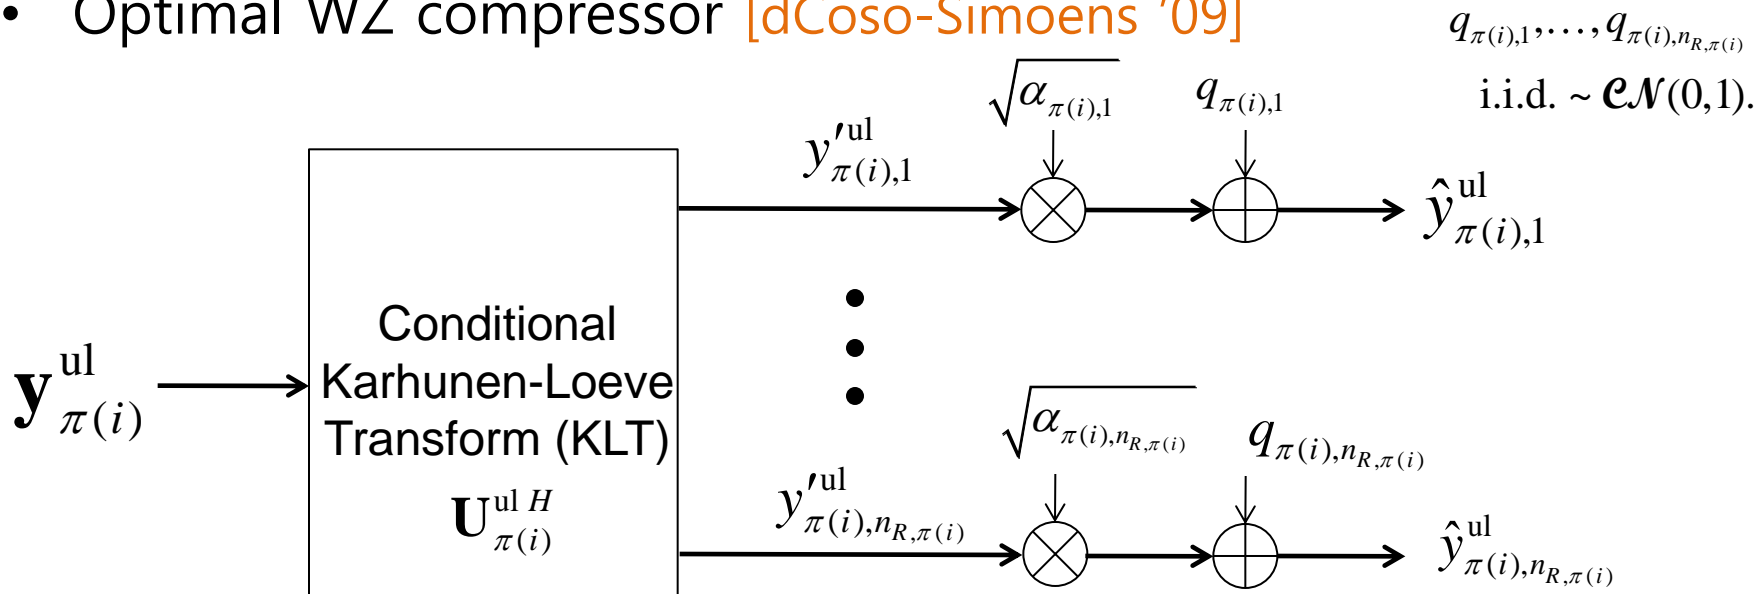 • Optimal WZ compressor [dCoso-Simoens '09]
q_{π(i),1},…,q_{π(i),n_{R,π(i)}}
i.i.d. ~ 𝓒𝓝(0,1).
√α_{π(i),1}
q_{π(i),1}
y′^{ul}_{π(i),1}
ŷ^{ul}_{π(i),1}
Conditional
Karhunen-Loeve
Transform (KLT)
U^{ul H}_{π(i)}
y^{ul}_{π(i)}
√α_{π(i),n_{R,π(i)}}
q_{π(i),n_{R,π(i)}}
y′^{ul}_{π(i),n_{R,π(i)}}
ŷ^{ul}_{π(i),n_{R,π(i)}}